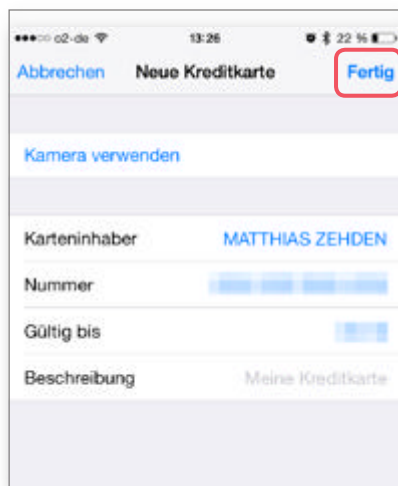 o2-de 13:26 22 %
Abbrechen Neue Kreditkarte Fertig
Kamera verwenden
Karteninhaber MATTHIAS ZEHDEN
Nummer
Gültig bis
Beschreibung Meine Kreditkarte